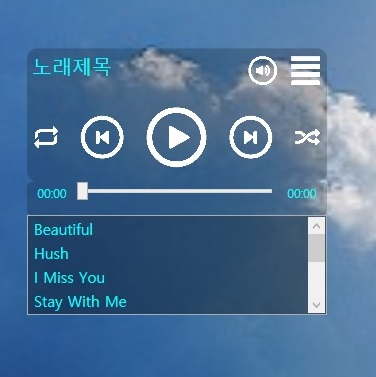 노래제목
00:00 00:00
Beautiful
Hush
I Miss You
Stay With Me